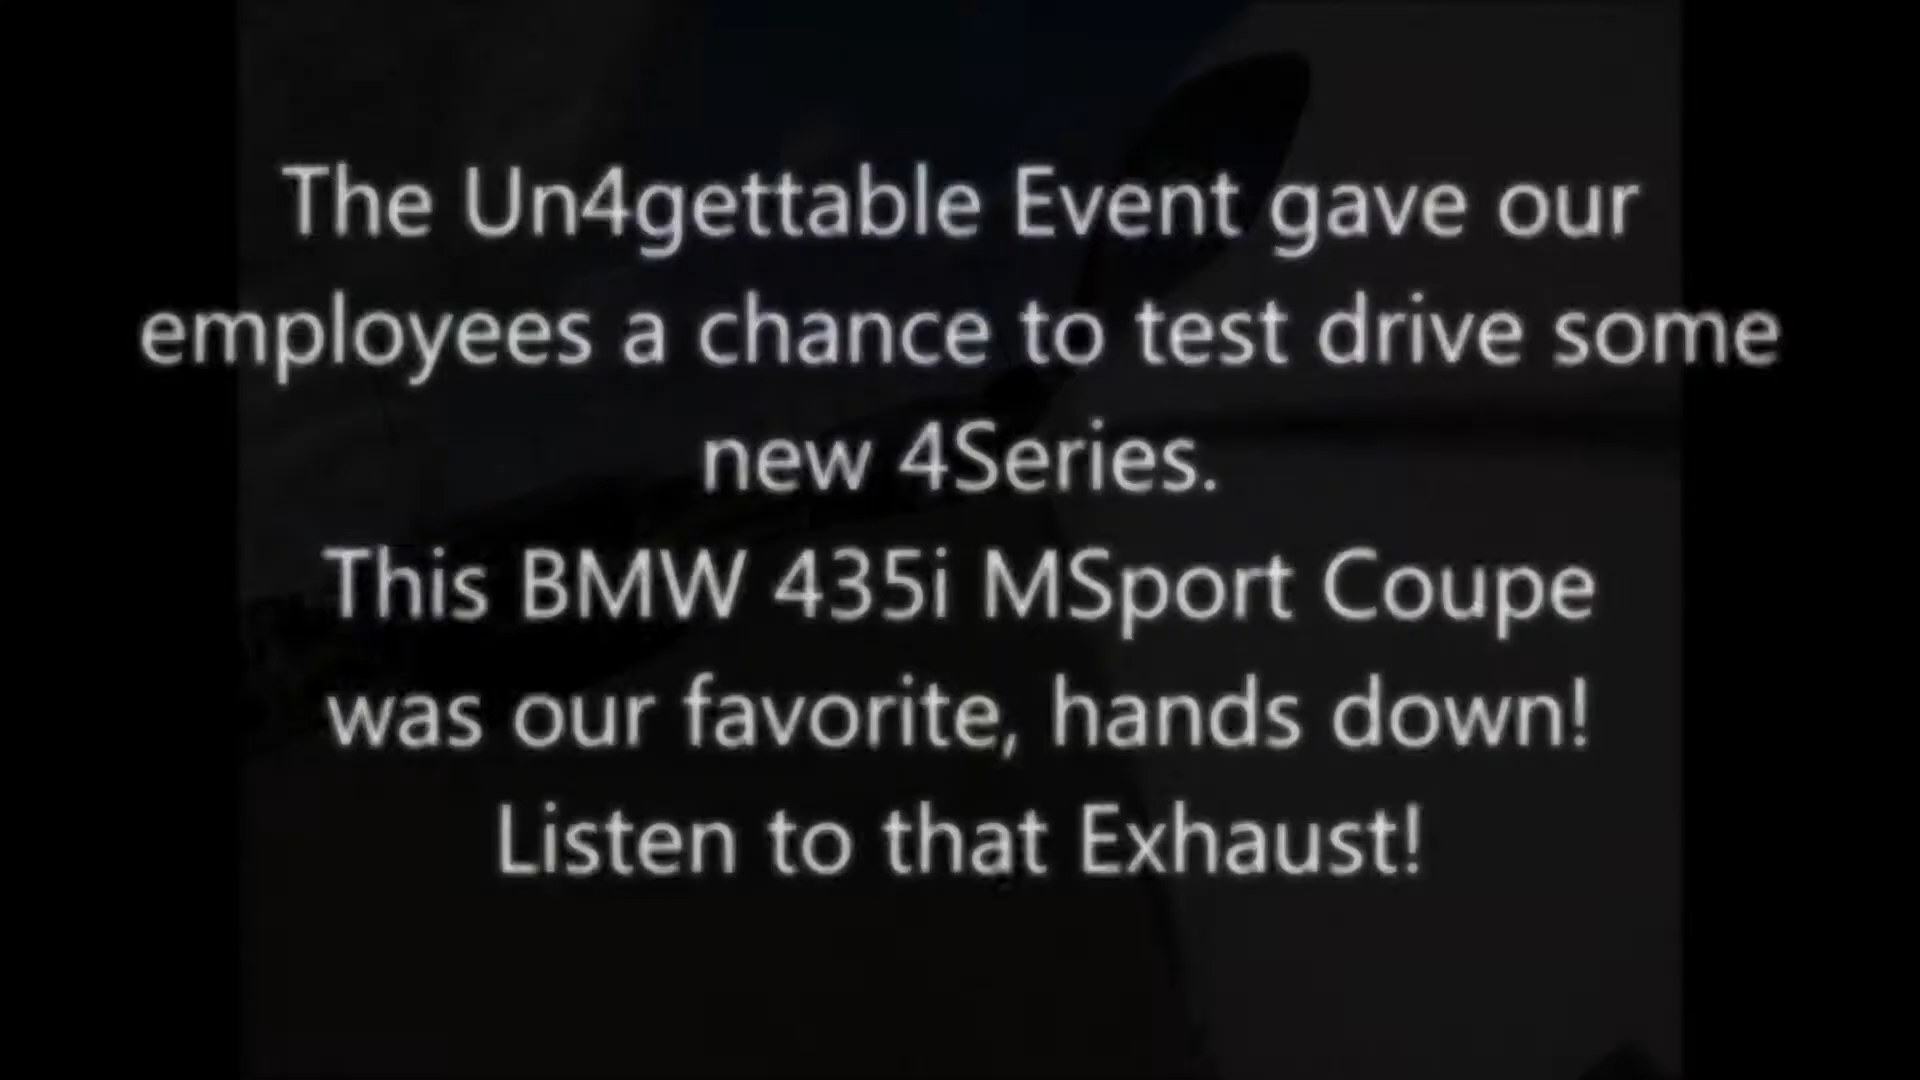 The Un4gettable Event gave our
employees a chance to test drive some
new 4Series.
This BMW 435i MSport Coupe
was our favorite, hands down!
Listen to that Exhaust!